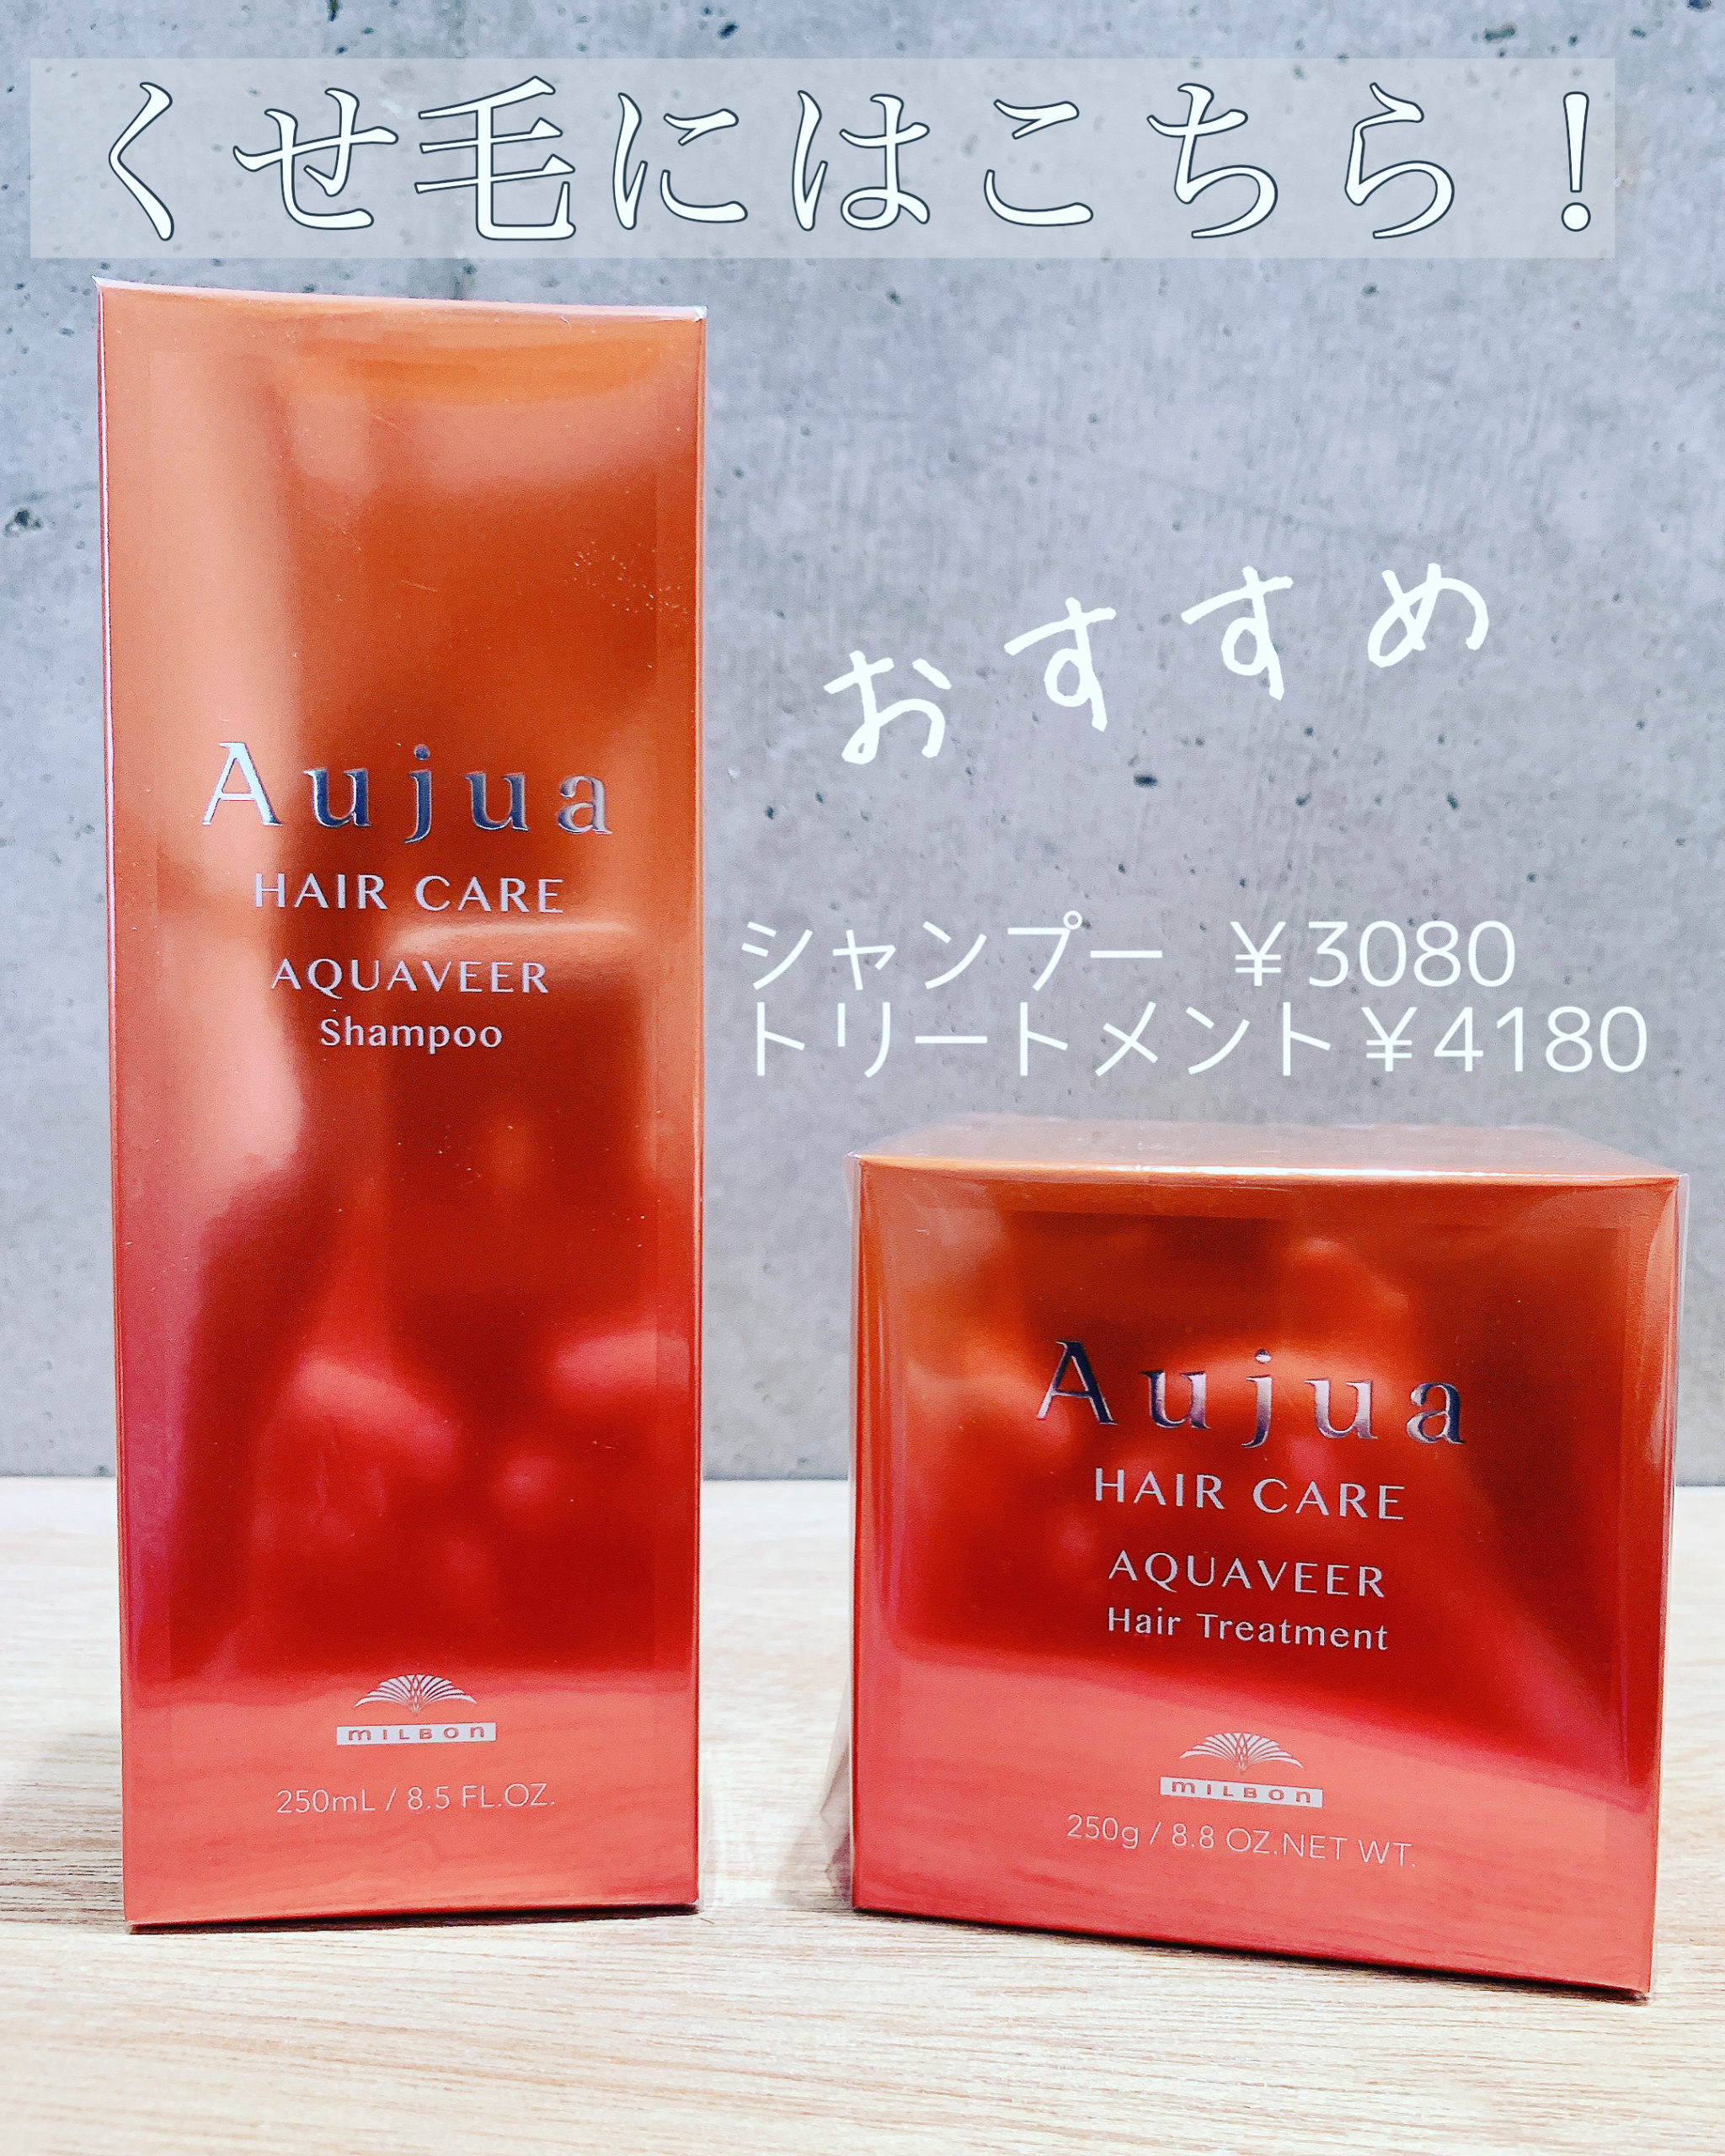 くせ毛にはこちら！
おすすめ
シャンプー ￥3080
トリートメント￥4180
Aujua
HAIR CARE
AQUAVEER
Shampoo
MILBON
250mL / 8.5 FL.OZ.
Aujua
HAIR CARE
AQUAVEER
Hair Treatment
MILBON
250g / 8.8 OZ.NET WT.